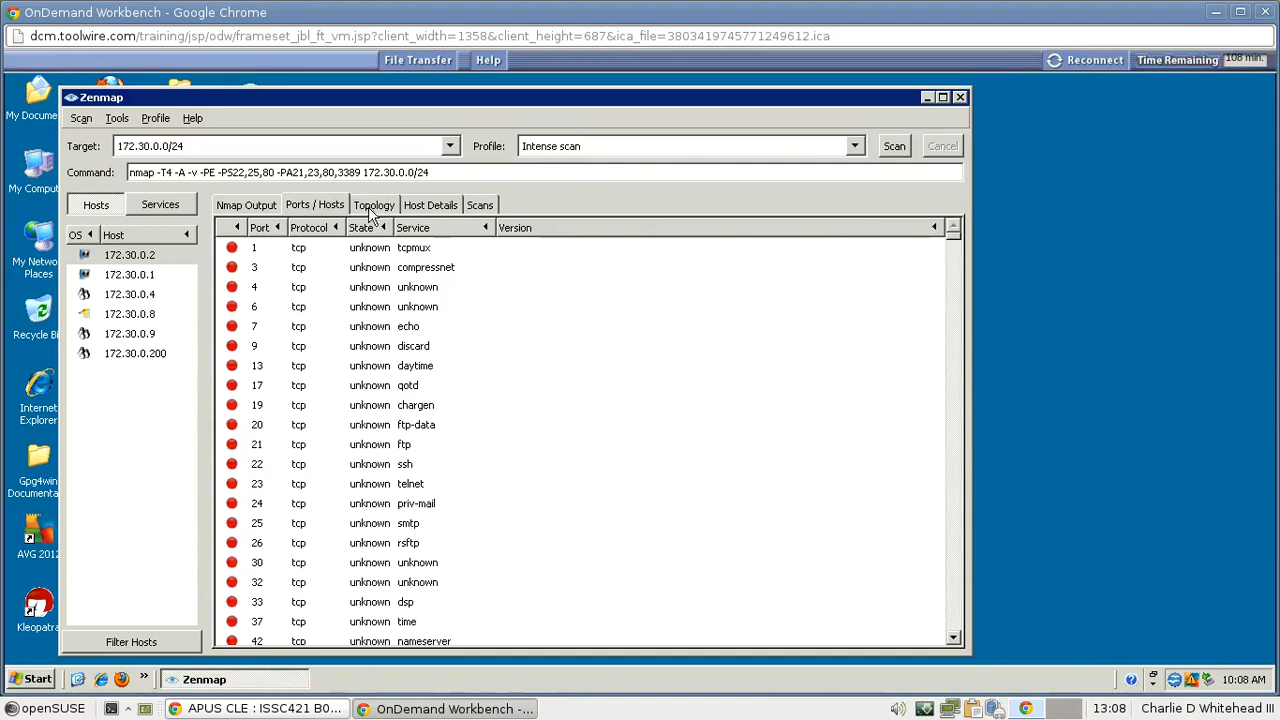 OnDemand Workbench - Google Chrome
dcm.toolwire.com/training/jsp/odw/frameset_jbl_ft_vm.jsp?client_width=1358&client_height=687&ica_file=3803419745771249612.ica
File Transfer Help Reconnect Time Remaining 108 min.
My Docume
My Compu
My Netwo
Places
Recycle Bi
Internet
Explorer
Gpg4win
Documenta
AVG 2012
Kleopatra
Zenmap
Scan Tools Profile Help
Target: 172.30.0.0/24 Profile: Intense scan Scan Cancel
Command: nmap -T4 -A -v -PE -PS22,25,80 -PA21,23,80,3389 172.30.0.0/24
Hosts Services Nmap Output Ports / Hosts Topology Host Details Scans
OS Host
172.30.0.2
172.30.0.1
172.30.0.4
172.30.0.8
172.30.0.9
172.30.0.200
Filter Hosts
Port Protocol State Service Version
1 tcp unknown tcpmux
3 tcp unknown compressnet
4 tcp unknown unknown
6 tcp unknown unknown
7 tcp unknown echo
9 tcp unknown discard
13 tcp unknown daytime
17 tcp unknown qotd
19 tcp unknown chargen
20 tcp unknown ftp-data
21 tcp unknown ftp
22 tcp unknown ssh
23 tcp unknown telnet
24 tcp unknown priv-mail
25 tcp unknown smtp
26 tcp unknown rsftp
30 tcp unknown unknown
32 tcp unknown unknown
33 tcp unknown dsp
37 tcp unknown time
42 tcp unknown nameserver
Start Zenmap 10:08 AM
openSUSE APUS CLE : ISSC421 B0... OnDemand Workbench -... 13:08 Charlie D Whitehead III